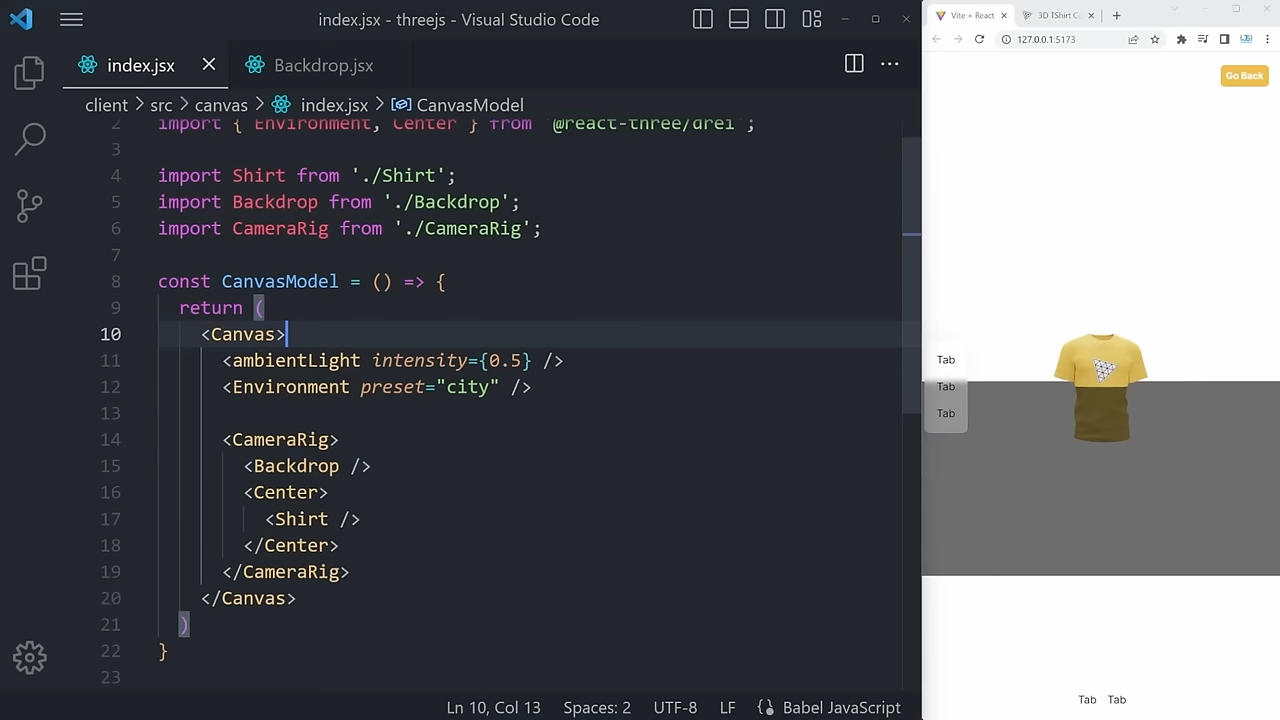 index.jsx - threejs - Visual Studio Code
index.jsx
Backdrop.jsx
client > src > canvas > index.jsx > CanvasModel
2 import { Environment, Center } from '@react-three/drei';
3
4 import Shirt from './Shirt';
5 import Backdrop from './Backdrop';
6 import CameraRig from './CameraRig';
7
8 const CanvasModel = () => {
9 return (
10 <Canvas>
11 <ambientLight intensity={0.5} />
12 <Environment preset="city" />
13
14 <CameraRig>
15 <Backdrop />
16 <Center>
17 <Shirt />
18 </Center>
19 </CameraRig>
20 </Canvas>
21 )
22 }
23
Ln 10, Col 13 Spaces: 2 UTF-8 LF Babel JavaScript
Vite + React
3D TShirt
127.0.0.1:5173
Go Back
Tab
Tab
Tab
Tab Tab